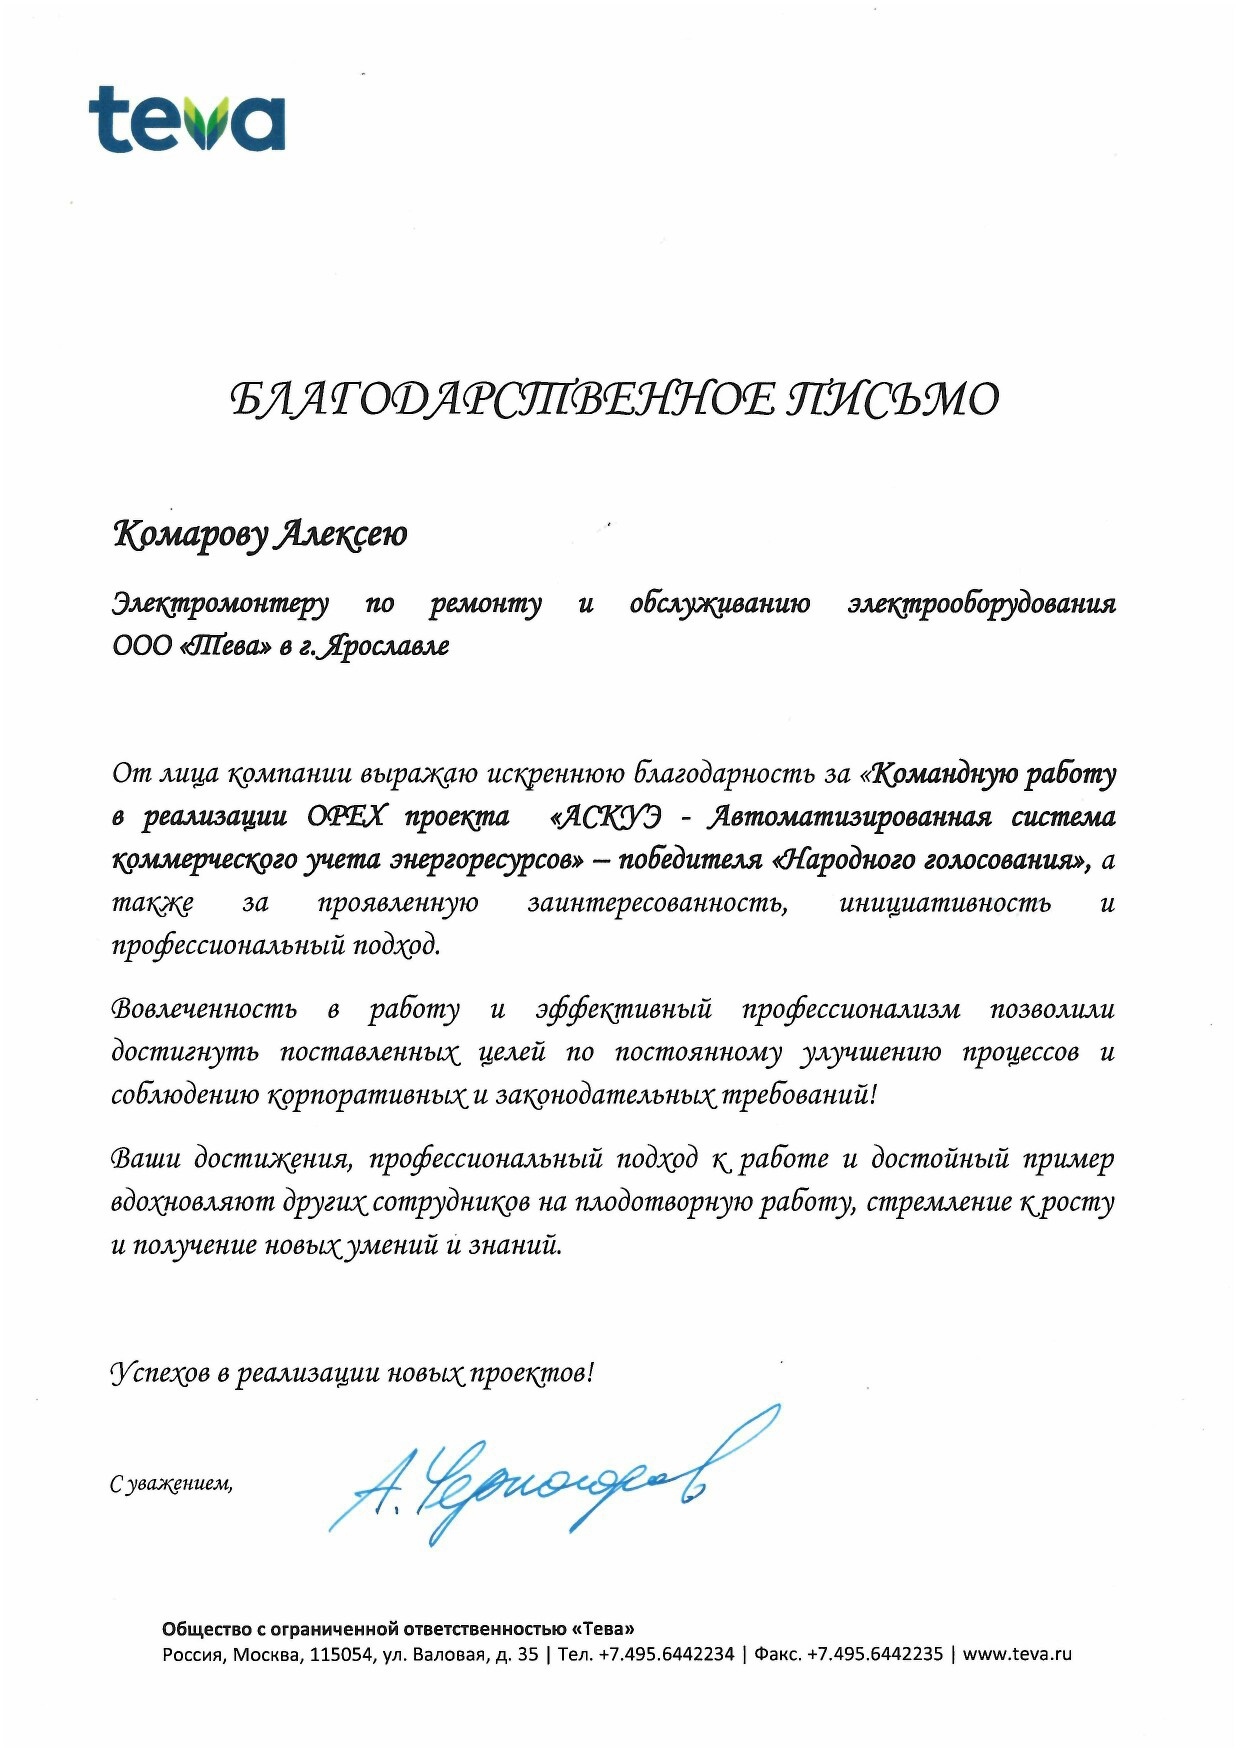 teva
БЛАГОДАРСТВЕННОЕ ПИСЬМО
Комарову Алексею
Электромонтеру по ремонту и обслуживанию электрооборудования
ООО «Тева» в г.Ярославле
От лица компании выражаю искреннюю благодарность за «Командную работу
в реализации ОРЕХ проекта «АСКУЭ - Автоматизированная система
коммерческого учета энергоресурсов» – победителя «Народного голосования», а
также за проявленную заинтересованность, инициативность и
профессиональный подход.
Вовлеченность в работу и эффективный профессионализм позволили
достигнуть поставленных целей по постоянному улучшению процессов и
соблюдению корпоративных и законодательных требований!
Ваши достижения, профессиональный подход к работе и достойный пример
вдохновляют других сотрудников на плодотворную работу, стремление к росту
и получение новых умений и знаний.
Успехов в реализации новых проектов!
С уважением,
А. Черногоров
Общество с ограниченной ответственностью «Тева»
Россия, Москва, 115054, ул. Валовая, д. 35 | Тел. +7.495.6442234 | Факс. +7.495.6442235 | www.teva.ru